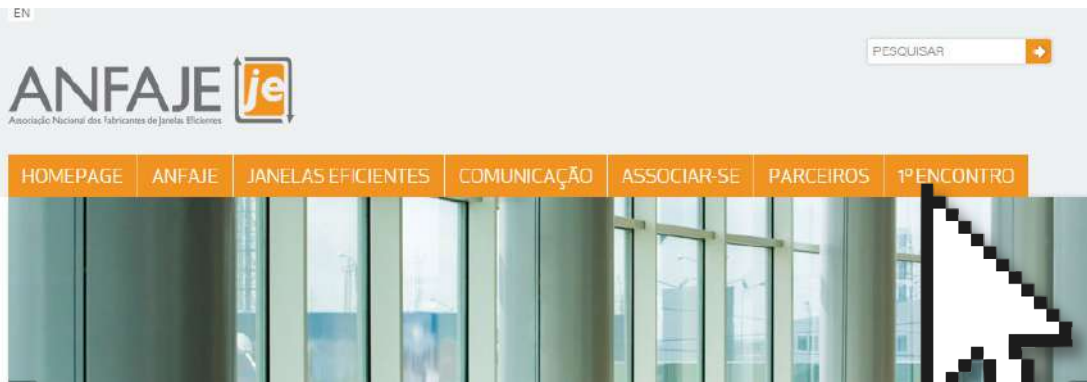 EN
PESQUISAR
ANFAJE je
Associação Nacional dos Fabricantes de Janelas Eficientes
HOMEPAGE ANFAJE JANELAS EFICIENTES COMUNICAÇÃO ASSOCIAR-SE PARCEIROS 1º ENCONTRO